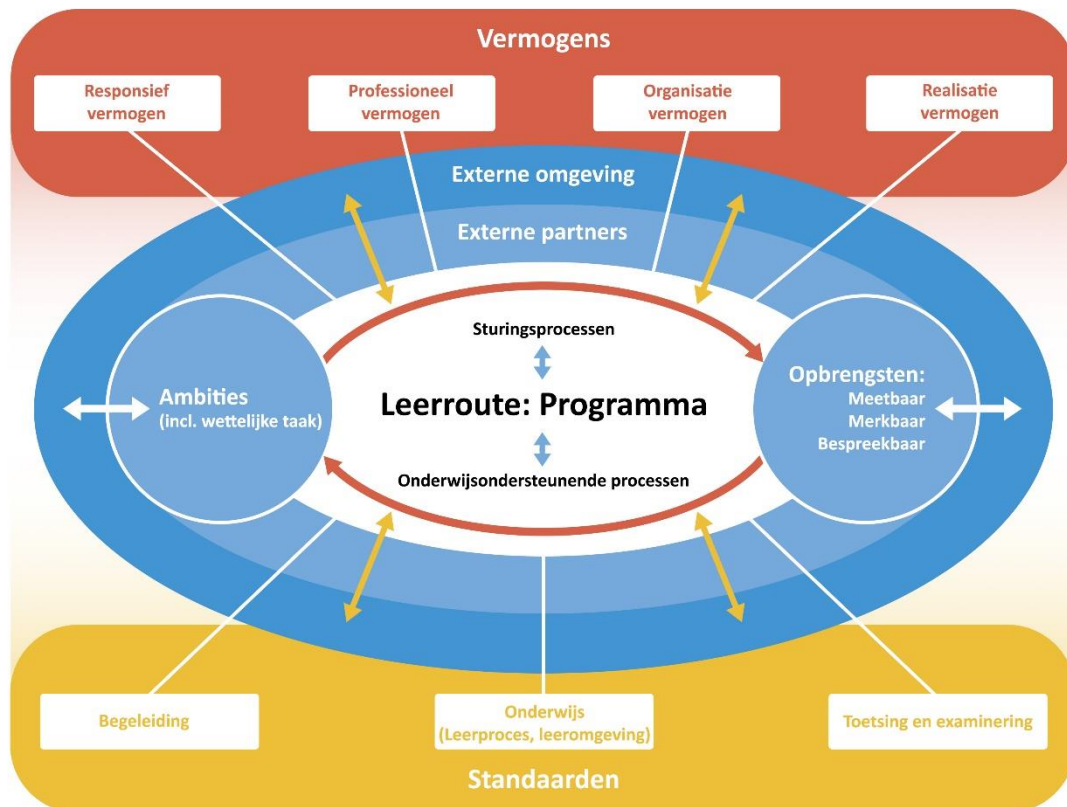 Vermogens
Responsief
vermogen
Professioneel
vermogen
Organisatie
vermogen
Realisatie
vermogen
Externe omgeving
Externe partners
Sturingsprocessen
Ambities
(incl. wettelijke taak)
Leerroute: Programma
Opbrengsten:
Meetbaar
Merkbaar
Bespreekbaar
Onderwijsondersteunende processen
Begeleiding
Onderwijs
(Leerproces, leeromgeving)
Toetsing en examinering
Standaarden